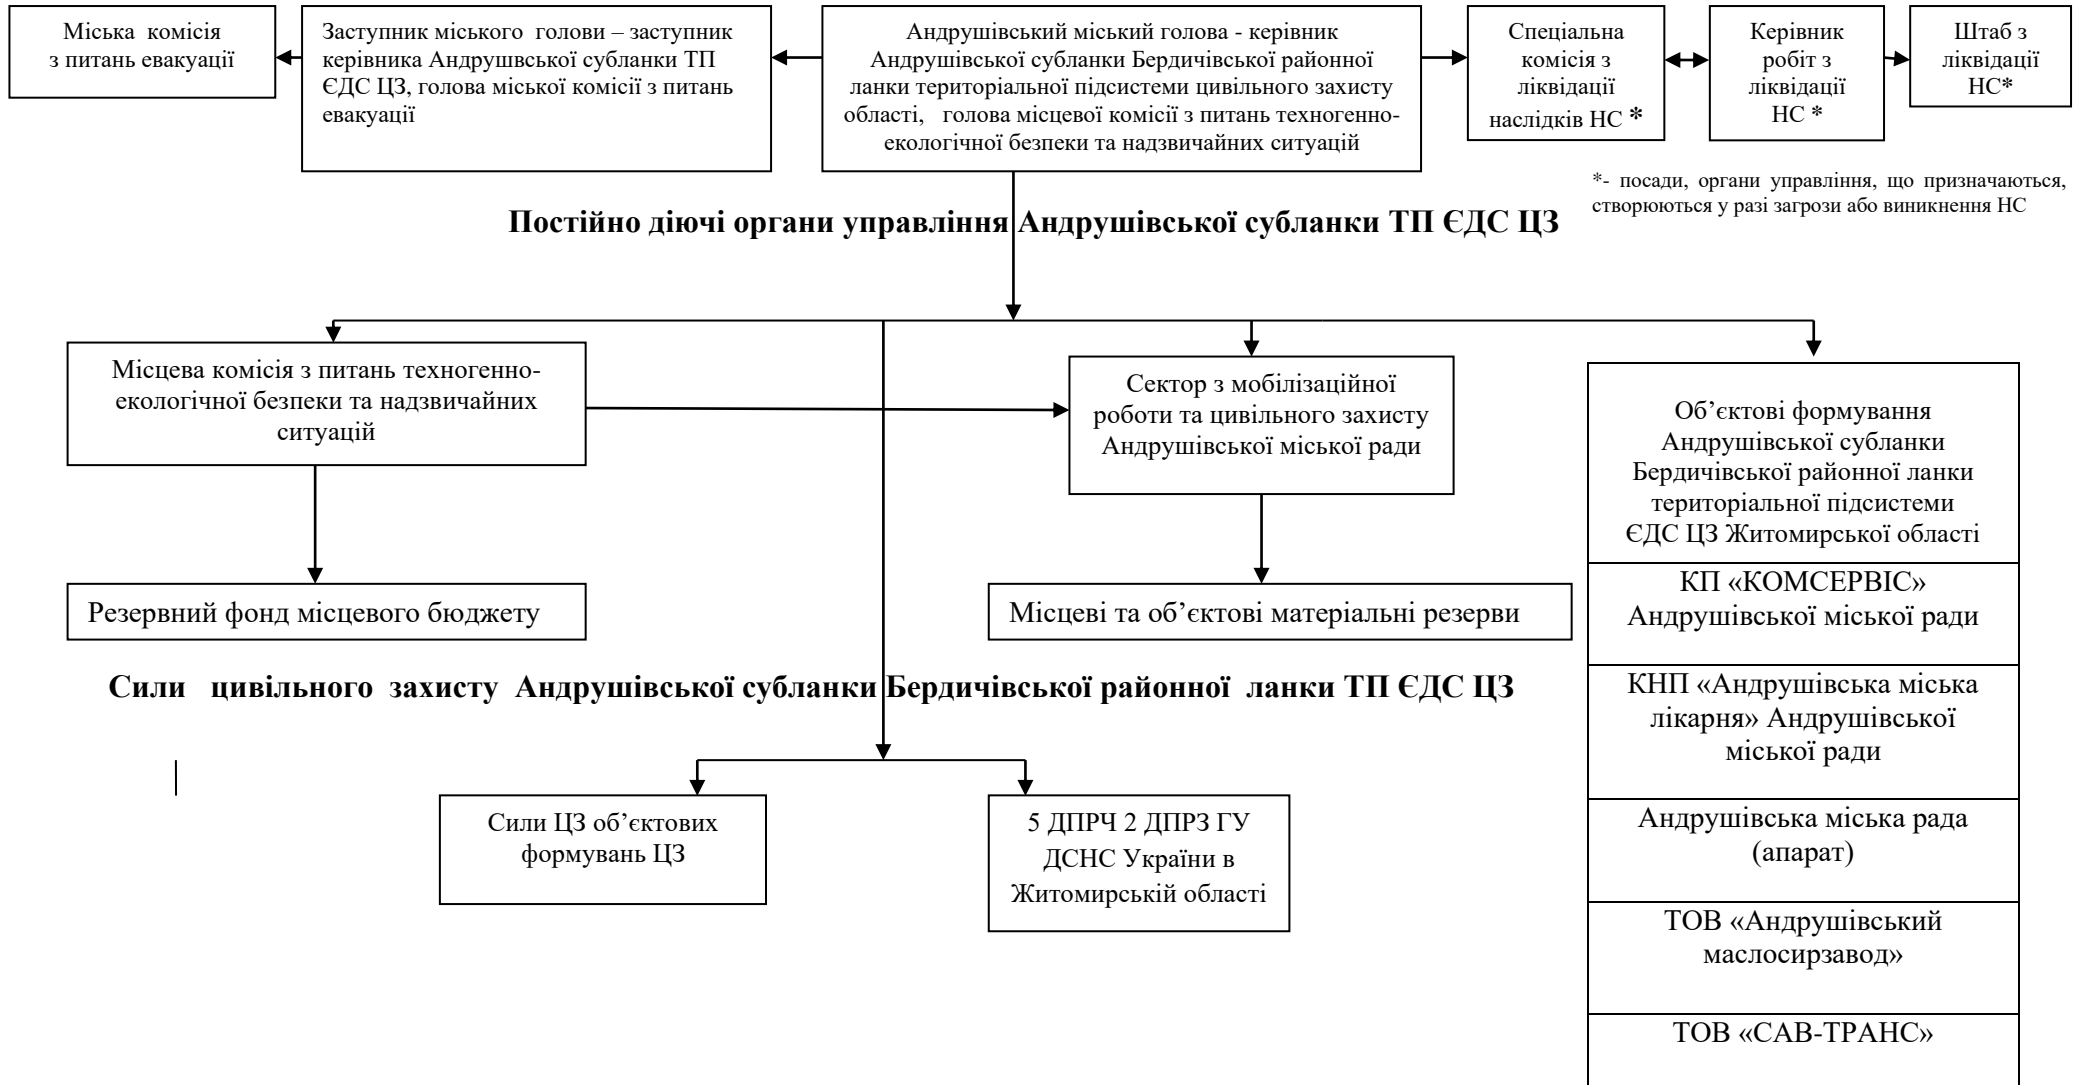 Міська комісія
з питань евакуації
Заступник міського голови – заступник
керівника Андрушвської субланки ТП
ЄДС ЦЗ, голова міської комісії з питань
евакуації
Андрушівський міський голова - керівник
Андрушівської субланки Бердичівської районної
ланки територіальної підсистеми цивільного захисту
області, голова місцевої комісії з питань техногенно-
екологічної безпеки та надзвичайних ситуацій
Спеціальна
комісія з
ліквідації
наслідків НС *
Керівник
робіт з
ліквідації
НС *
Штаб з
ліквідації
НС*
*- посади, органи управління, що призначаються,
створюються у разі загрози або виникнення НС
Постійно діючі органи управління Андрушівської субланки ТП ЄДС ЦЗ
Місцева комісія з питань техногенно-
екологічної безпеки та надзвичайних
ситуацій
Сектор з мобілізаційної
роботи та цивільного захисту
Андрушівської міської ради
Об’єктові формування
Андрушівської субланки
Бердичівської районної ланки
територіальної підсистеми
ЄДС ЦЗ Житомирської області
Резервний фонд місцевого бюджету
Місцеві та об’єктові матеріальні резерви
КП «КОМСЕРВІС»
Андрушівської міської ради
КНП «Андрушівська міська
лікарня» Андрушівської
міської ради
Андрушівська міська рада
(апарат)
ТОВ «Андрушівський
маслосирзавод»
ТОВ «САВ-ТРАНС»
Сили цивільного захисту Андрушівської субланки Бердичівської районної ланки ТП ЄДС ЦЗ
Сили ЦЗ об’єктових
формувань ЦЗ
5 ДПРЧ 2 ДПРЗ ГУ
ДСНС України в
Житомирській області